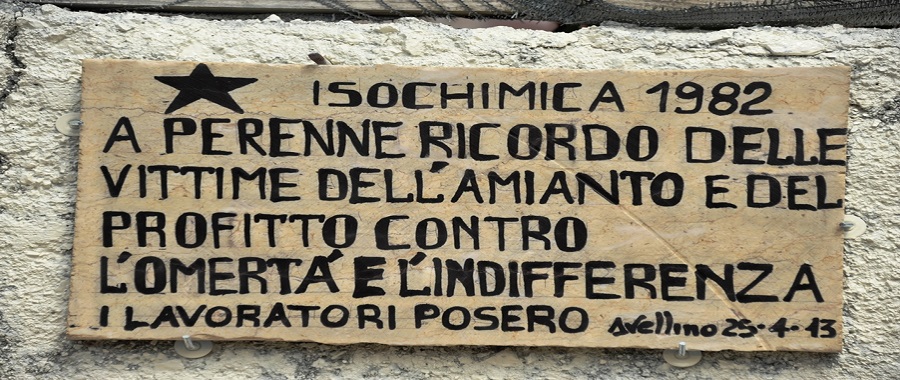 ISOCHIMICA 1982
A PERENNE RICORDO DELLE
VITTIME DELL'AMIANTO E DEL
PROFITTO CONTRO
L'OMERTÁ E L'INDIFFERENZA
I LAVORATORI POSERO Avellino 25·4·13